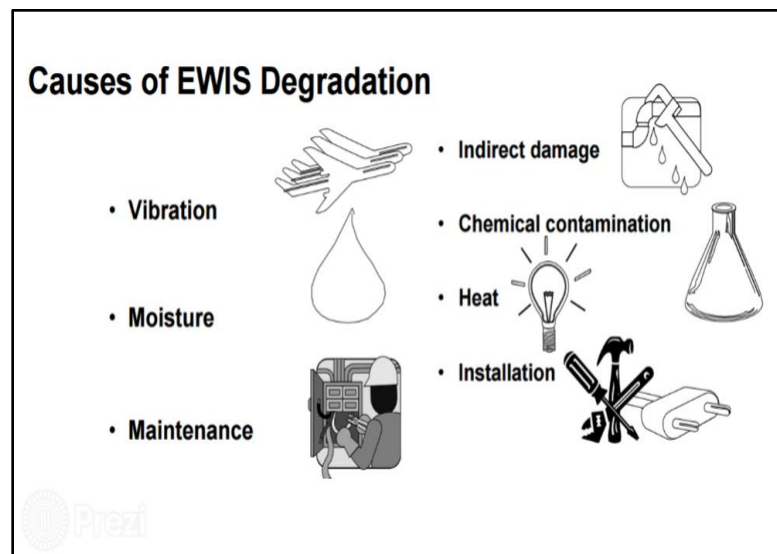 Causes of EWIS Degradation
• Vibration
• Moisture
• Maintenance
• Indirect damage
• Chemical contamination
• Heat
• Installation
Prezi